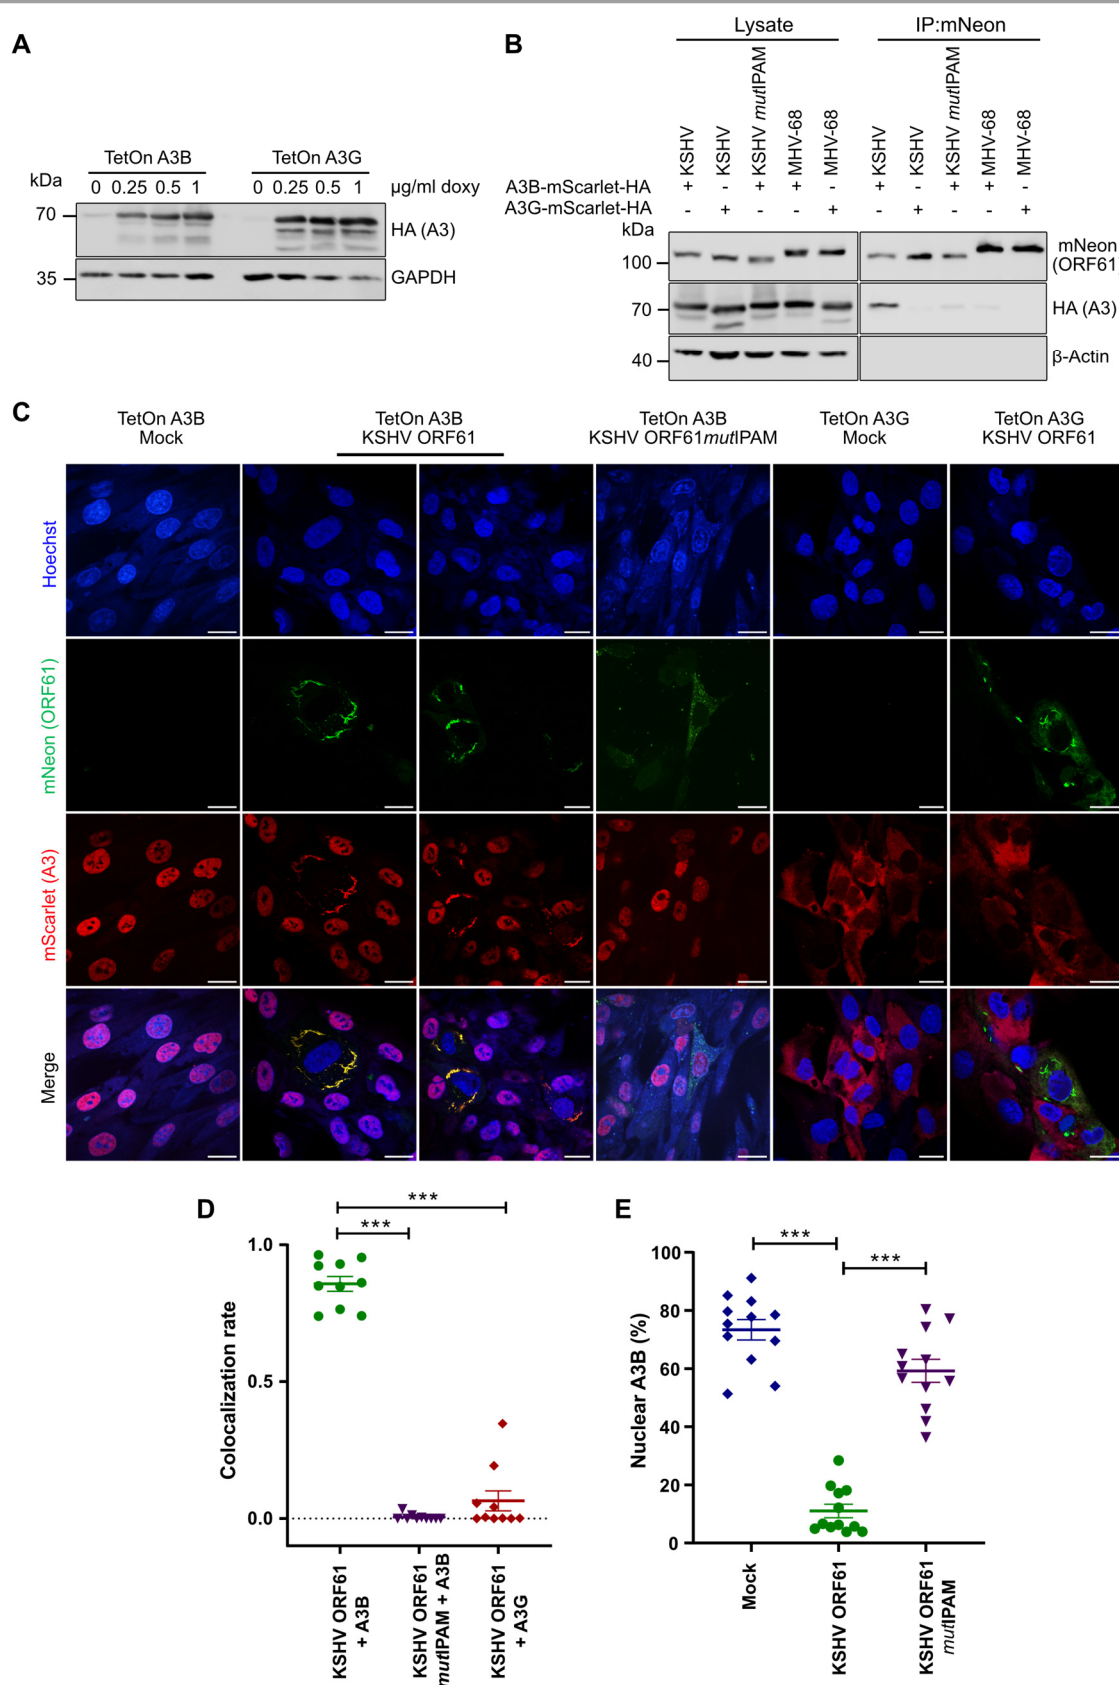 A
TetOn A3B TetOn A3G
kDa 0 0.25 0.5 1 0 0.25 0.5 1 µg/ml doxy
70 HA (A3)
35 GAPDH
B
Lysate IP:mNeon
KSHV KSHV KSHV mutIPAM MHV-68 MHV-68 KSHV KSHV KSHV mutIPAM MHV-68 MHV-68
A3B-mScarlet-HA + - + + - + - + + -
A3G-mScarlet-HA - + - - + - + - - +
kDa
100 mNeon (ORF61)
70 HA (A3)
40 β-Actin
C
TetOn A3B Mock
TetOn A3B KSHV ORF61
TetOn A3B KSHV ORF61mutIPAM
TetOn A3G Mock
TetOn A3G KSHV ORF61
Hoechst
mNeon (ORF61)
mScarlet (A3)
Merge
D
***
***
1.0
0.5
0.0
Colocalization rate
KSHV ORF61 + A3B
KSHV ORF61 mutIPAM + A3B
KSHV ORF61 + A3G
E
***
***
100
80
60
40
20
0
Nuclear A3B (%)
Mock
KSHV ORF61
KSHV ORF61 mutIPAM